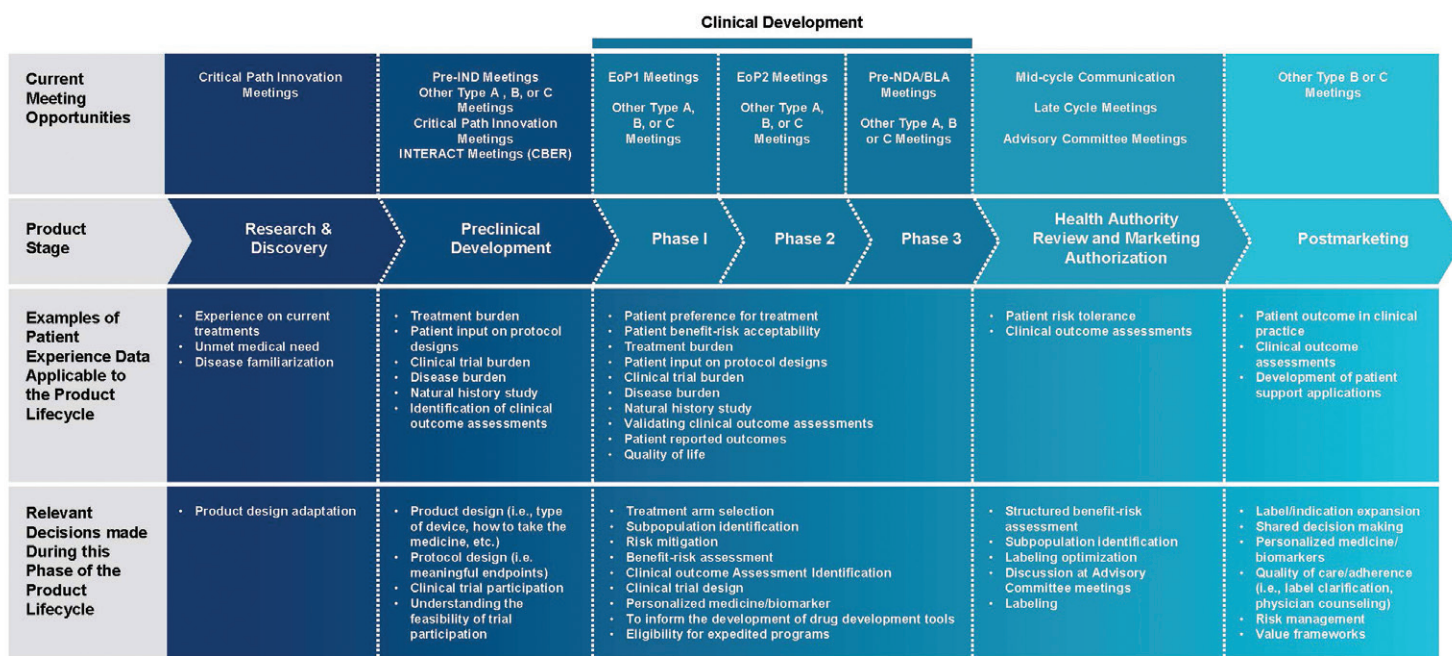 Clinical Development
Current
Meeting
Opportunities
Critical Path Innovation
Meetings
Pre-IND Meetings
Other Type A , B, or C
Meetings
Critical Path Innovation
Meetings
INTERACT Meetings (CBER)
EoP1 Meetings
Other Type A,
B, or C
Meetings
EoP2 Meetings
Other Type A,
B, or C
Meetings
Pre-NDA/BLA
Meetings
Other Type A, B
or C Meetings
Mid-cycle Communication
Late Cycle Meetings
Advisory Committee Meetings
Other Type B or C
Meetings
Product
Stage
Research &
Discovery
Preclinical
Development
Phase I
Phase 2
Phase 3
Health Authority
Review and Marketing
Authorization
Postmarketing
Examples of
Patient
Experience Data
Applicable to
the Product
Lifecycle
• Experience on current
treatments
• Unmet medical need
• Disease familiarization
• Treatment burden
• Patient input on protocol
designs
• Clinical trial burden
• Disease burden
• Natural history study
• Identification of clinical
outcome assessments
• Patient preference for treatment
• Patient benefit-risk acceptability
• Treatment burden
• Patient input on protocol designs
• Clinical trial burden
• Disease burden
• Natural history study
• Validating clinical outcome assessments
• Patient reported outcomes
• Quality of life
• Patient risk tolerance
• Clinical outcome assessments
• Patient outcome in clinical
practice
• Clinical outcome
assessments
• Development of patient
support applications
Relevant
Decisions made
During this
Phase of the
Product
Lifecycle
• Product design adaptation
• Product design (i.e., type
of device, how to take the
medicine, etc.)
• Protocol design (i.e.
meaningful endpoints)
• Clinical trial participation
• Understanding the
feasibility of trial
participation
• Treatment arm selection
• Subpopulation identification
• Risk mitigation
• Benefit-risk assessment
• Clinical outcome Assessment Identification
• Clinical trial design
• Personalized medicine/biomarker
• To inform the development of drug development tools
• Eligibility for expedited programs
• Structured benefit-risk
assessment
• Subpopulation identification
• Labeling optimization
• Discussion at Advisory
Committee meetings
• Labeling
• Label/indication expansion
• Shared decision making
• Personalized medicine/
biomarkers
• Quality of care/adherence
(i.e., label clarification,
physician counseling)
• Risk management
• Value frameworks